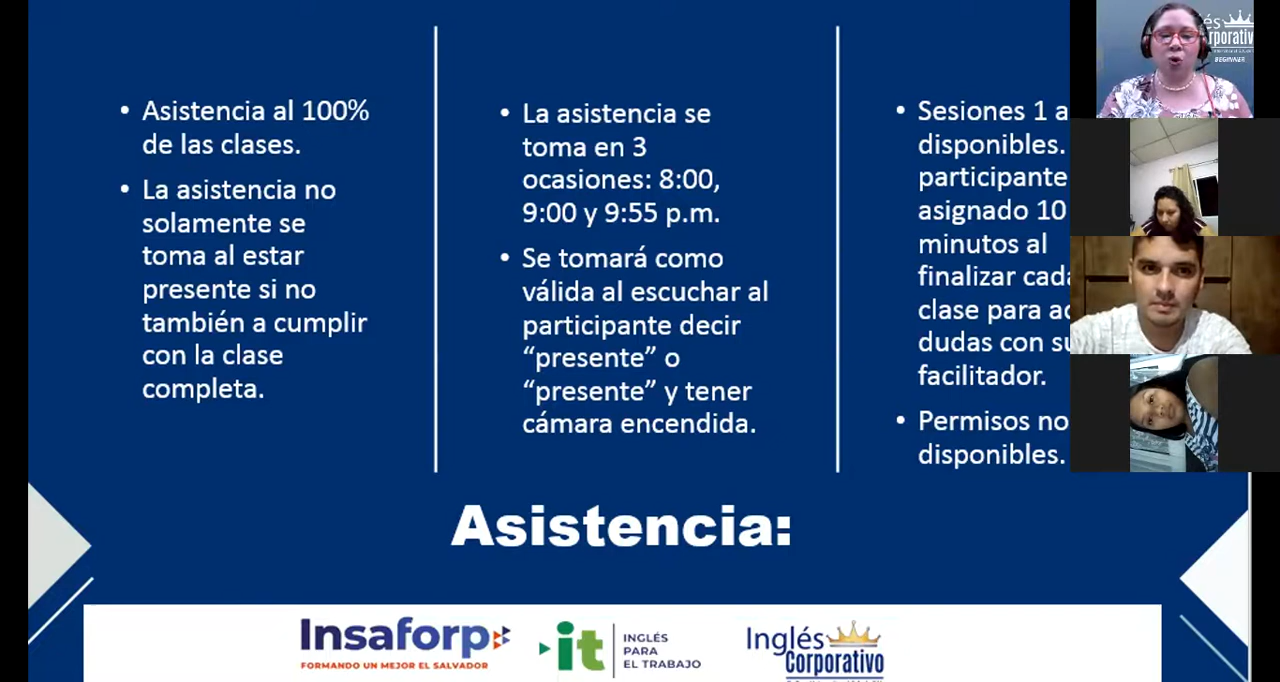 • Asistencia al 100%
de las clases.
• La asistencia no
solamente se
toma al estar
presente si no
también a cumplir
con la clase
completa.
• La asistencia se
toma en 3
ocasiones: 8:00,
9:00 y 9:55 p.m.
• Se tomará como
válida al escuchar al
participante decir
“presente” o
“presente” y tener
cámara encendida.
• Sesiones 1 a
disponibles.
participante
asignado 10
minutos al
finalizar cada
clase para
dudas con su
facilitador.
• Permisos no
disponibles.
Asistencia:
Insaforp
FORMANDO UN MEJOR EL SALVADOR
it
INGLÉS
PARA
EL TRABAJO
Inglés
Corporativo
BEGINNER